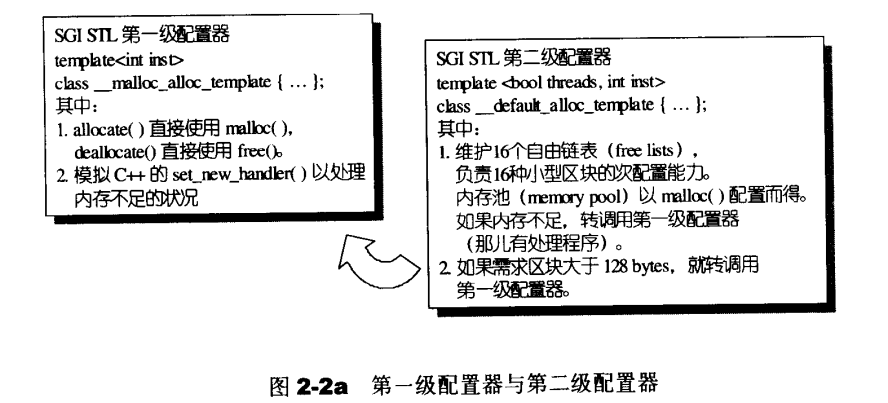 SGI STL 第一级配置器
template<int inst>
class __malloc_alloc_template { … };
其中：
1. allocate( ) 直接使用 malloc( ),
deallocate() 直接使用 free()。
2. 模拟 C++ 的 set_new_handler( ) 以处理
内存不足的状况
SGI STL 第二级配置器
template <bool threads, int inst>
class __default_alloc_template { … };
其中：
1. 维护16个自由链表（free lists），
负责16种小型区块的次配置能力。
内存池（memory pool）以 malloc( ) 配置而得。
如果内存不足，转调用第一级配置器
（那儿有处理程序）。
2. 如果需求区块大于 128 bytes，就转调用
第一级配置器。
图 2-2a 第一级配置器与第二级配置器